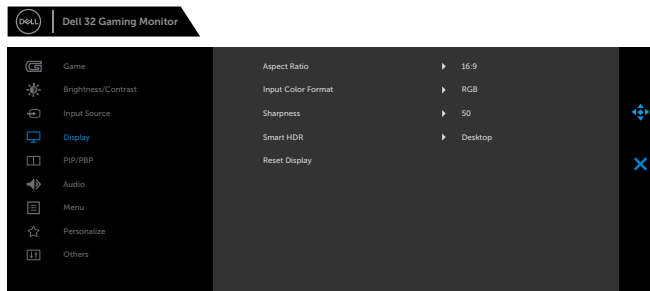 DELL Dell 32 Gaming Monitor
Game
Brightness/Contrast
Input Source
Display
PIP/PBP
Audio
Menu
Personalize
Others
Aspect Ratio 16:9
Input Color Format RGB
Sharpness 50
Smart HDR Desktop
Reset Display